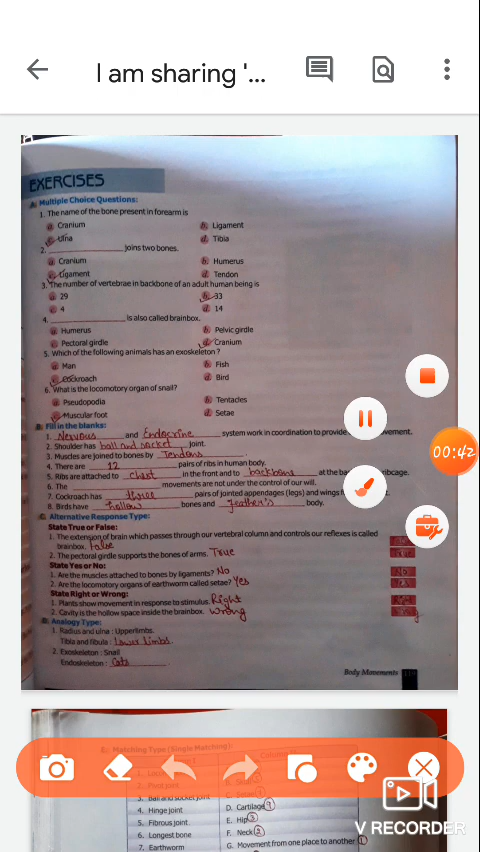 I am sharing '...
EXERCISES
A: Multiple Choice Questions:
1. The name of the bone present in forearm is
a. Cranium b. Ligament
c. Ulna d. Tibia
2. ____________ joins two bones.
a. Cranium b. Humerus
c. Ligament d. Tendon
3. The number of vertebrae in backbone of an adult human being is
a. 29 b. 33
c. 4 d. 14
4. ____________ is also called brainbox.
a. Humerus b. Pelvic girdle
c. Pectoral girdle d. Cranium
5. Which of the following animals has an exoskeleton?
a. Man b. Fish
c. Cockroach d. Bird
6. What is the locomotory organ of snail?
a. Pseudopodia b. Tentacles
c. Muscular foot d. Setae
B: Fill in the blanks:
1. Nervous and Endocrine system work in coordination to provide vement.
2. Shoulder has ball and socket joint.
3. Muscles are joined to bones by Tendons.
4. There are 12 pairs of ribs in human body.
5. Ribs are attached to chest in the front and to backbone at the ba ribcage.
6. The ____________ movements are not under the control of our will.
7. Cockroach has three pairs of jointed appendages (legs) and wings f
8. Birds have hollow bones and feather's body.
C: Alternative Response Type:
State True or False:
1. The extension of brain which passes through our vertebral column and controls our reflexes is called
brainbox. False
2. The pectoral girdle supports the bones of arms. True
State Yes or No:
1. Are the muscles attached to bones by ligaments? No
2. Are the locomotory organs of earthworm called setae? Yes
State Right or Wrong:
1. Plants show movement in response to stimulus. Right
2. Cavity is the hollow space inside the brainbox. Wrong
D: Analogy Type:
1. Radius and ulna : Upperlimbs.
Tibia and fibula : Lower limbs.
2. Exoskeleton : Snail
Endoskeleton : Cats
Body Movements
00:42
E: Matching Type (Single Matching):
3. Ball and socket joint D. Cartilage 9
4. Hinge joint E. Hip 3
5. Fibrous joint. F. Neck 2
6. Longest bone G. Movement from one place to another 1
7. Earthworm
V RECORDER